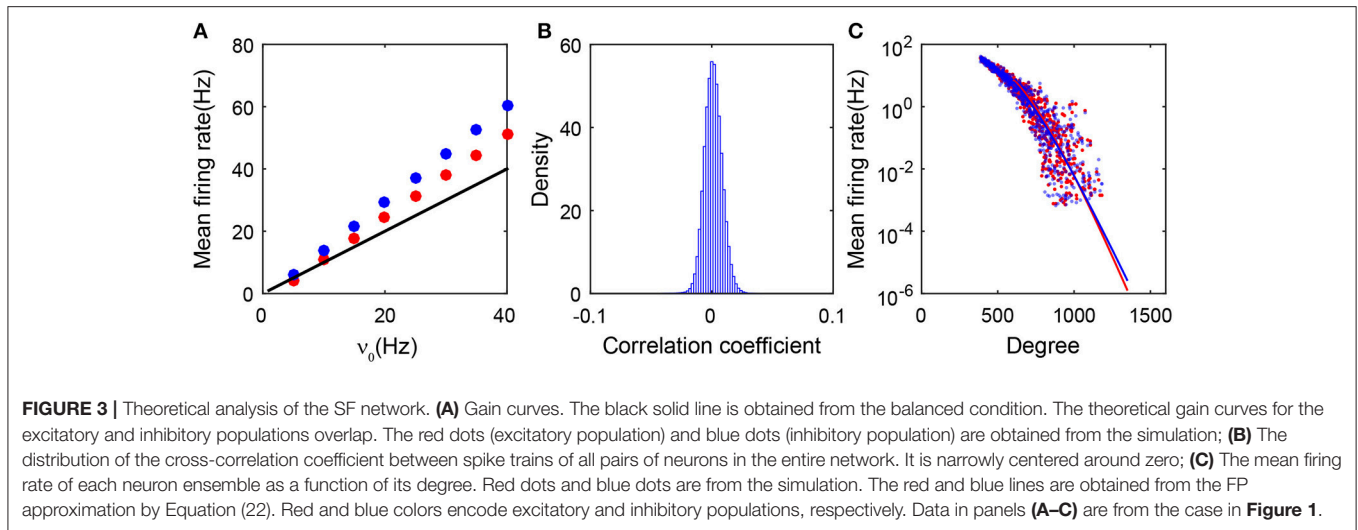 A
Mean firing rate(Hz)
80
60
40
20
0
0
20
40
ν0(Hz)
B
Density
60
40
20
0
-0.1
0
0.1
Correlation coefficient
C
Mean firing rate(Hz)
10^2
10^0
10^-2
10^-4
10^-6
0
500
1000
1500
Degree
FIGURE 3 | Theoretical analysis of the SF network. (A) Gain curves. The black solid line is obtained from the balanced condition. The theoretical gain curves for the
excitatory and inhibitory populations overlap. The red dots (excitatory population) and blue dots (inhibitory population) are obtained from the simulation; (B) The
distribution of the cross-correlation coefficient between spike trains of all pairs of neurons in the entire network. It is narrowly centered around zero; (C) The mean firing
rate of each neuron ensemble as a function of its degree. Red dots and blue dots are from the simulation. The red and blue lines are obtained from the FP
approximation by Equation (22). Red and blue colors encode excitatory and inhibitory populations, respectively. Data in panels (A–C) are from the case in Figure 1.